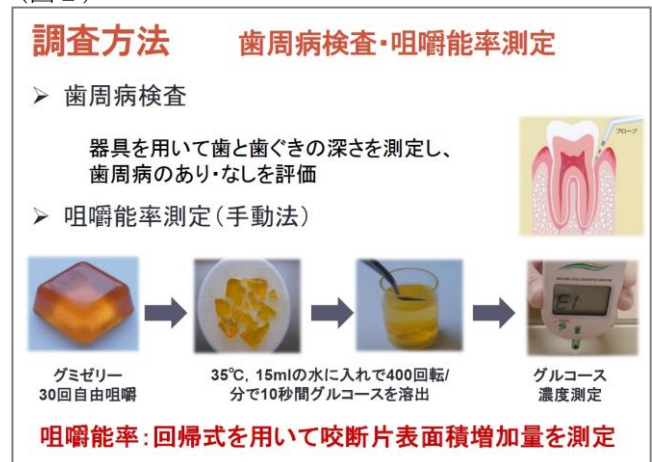 調査方法 歯周病検査・咀嚼能率測定
➢ 歯周病検査
器具を用いて歯と歯ぐきの深さを測定し、
歯周病のあり・なしを評価
プローブ
➢ 咀嚼能率測定(手動法)
グミゼリー
30回自由咀嚼
35℃, 15mlの水に入れで400回転/
分で10秒間グルコースを溶出
グルコース
濃度測定
咀嚼能率:回帰式を用いて咬断片表面積増加量を測定